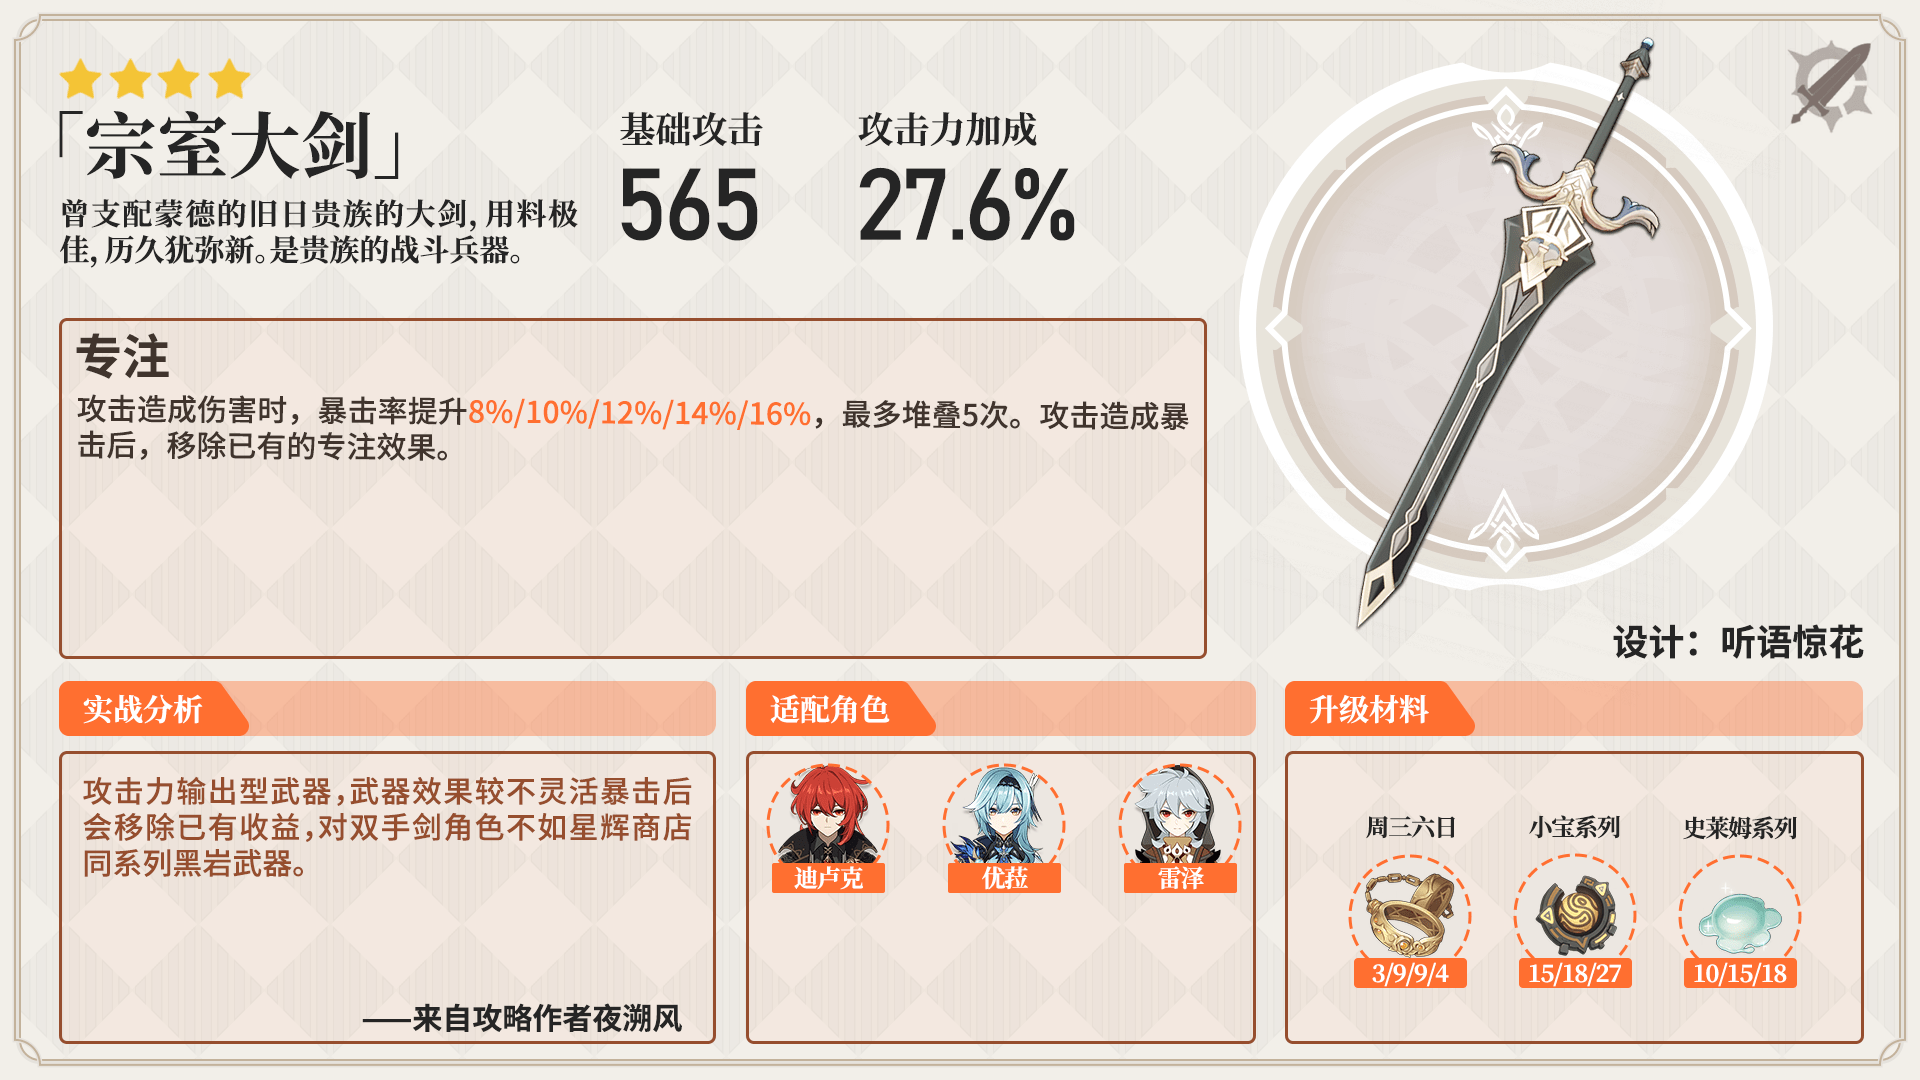 「宗室大剑」
曾支配蒙德的旧日贵族的大剑，用料极
佳，历久犹弥新。是贵族的战斗兵器。
基础攻击
565
攻击力加成
27.6%
专注
攻击造成伤害时，暴击率提升8%/10%/12%/14%/16%，最多堆叠5次。攻击造成暴
击后，移除已有的专注效果。
设计：听语惊花
实战分析
攻击力输出型武器，武器效果较不灵活暴击后
会移除已有收益，对双手剑角色不如星辉商店
同系列黑岩武器。
——来自攻略作者夜溯风
适配角色
迪卢克
优菈
雷泽
升级材料
周三六日
小宝系列
史莱姆系列
3/9/9/4
15/18/27
10/15/18